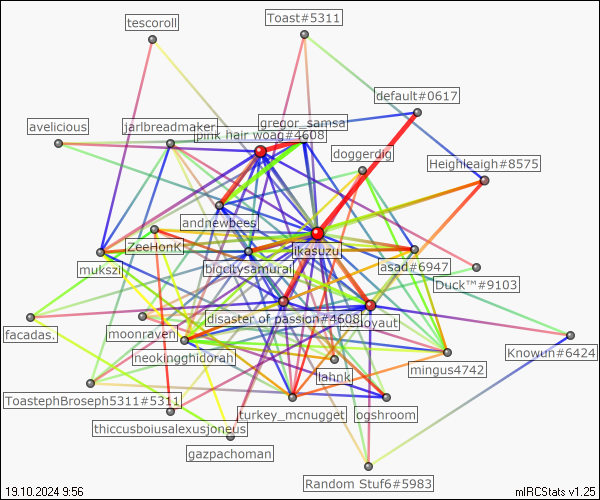 tescoroll
Toast#5311
default#0617
gregor_samsa
avelicious
jarlbreadmaker
pink hair woag#4608
doggerdig
Heighleaigh#8575
andnewbees
ZeeHonK
ikasuzu
mukszi
bigcitysamurai
asad#6947
Duck™#9103
disaster of passion#4608
facadas.
moonraven
neokingghidorah
Knowun#6424
lahnk
mingus4742
ToastephBroseph5311#5311
turkey_mcnugget
ogshroom
thiccusboiusalexusjoneus
gazpachoman
Random Stuf6#5983
19.10.2024 9:56
mIRCStats v1.25